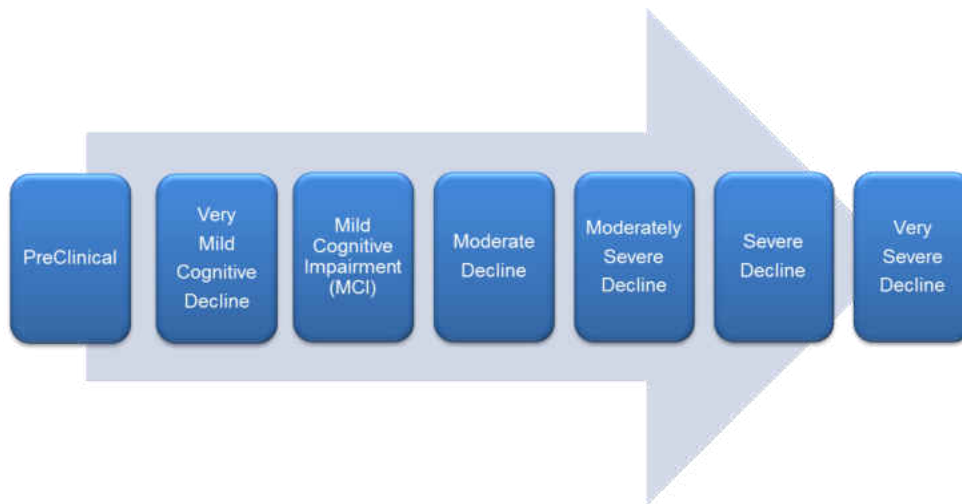 PreClinical
Very
Mild
Cognitive
Decline
Mild
Cognitive
Impairment
(MCI)
Moderate
Decline
Moderately
Severe
Decline
Severe
Decline
Very
Severe
Decline